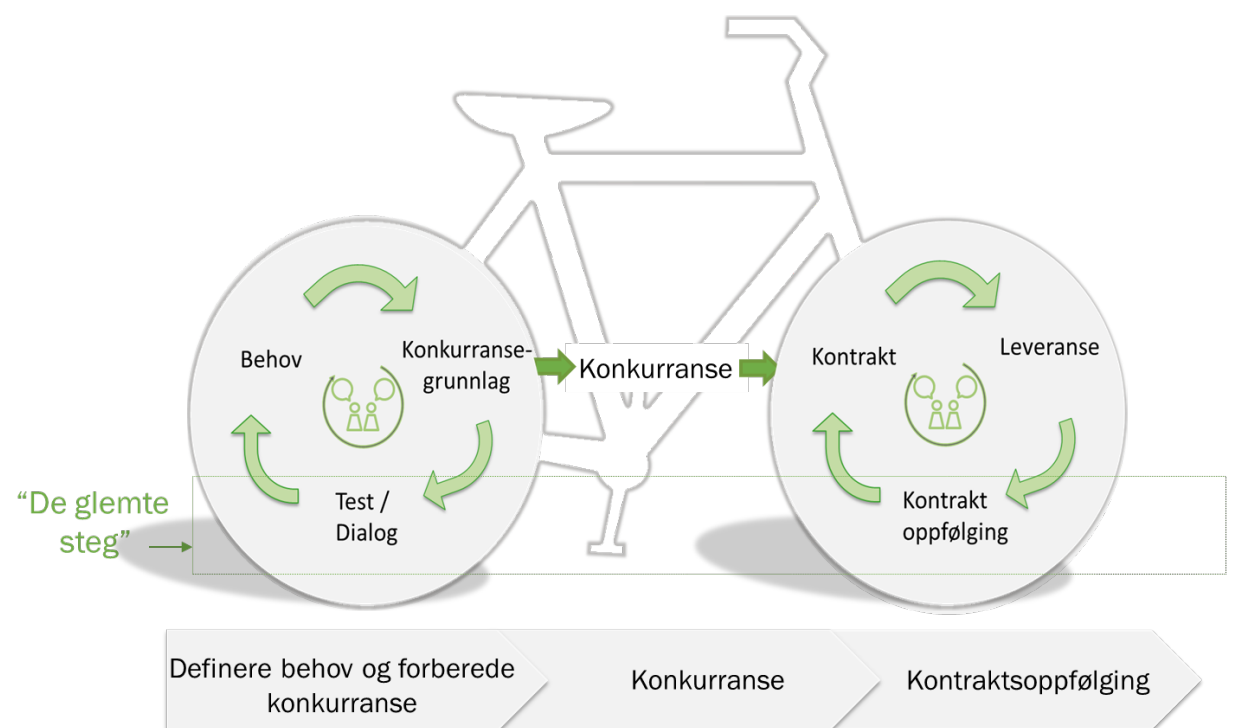 Behov
Konkurranse-
grunnlag
Test /
Dialog
Konkurranse
Kontrakt
Leveranse
Kontrakt
oppfølging
“De glemte
steg”
Definere behov og forberede
konkurranse
Konkurranse
Kontraktsoppfølging